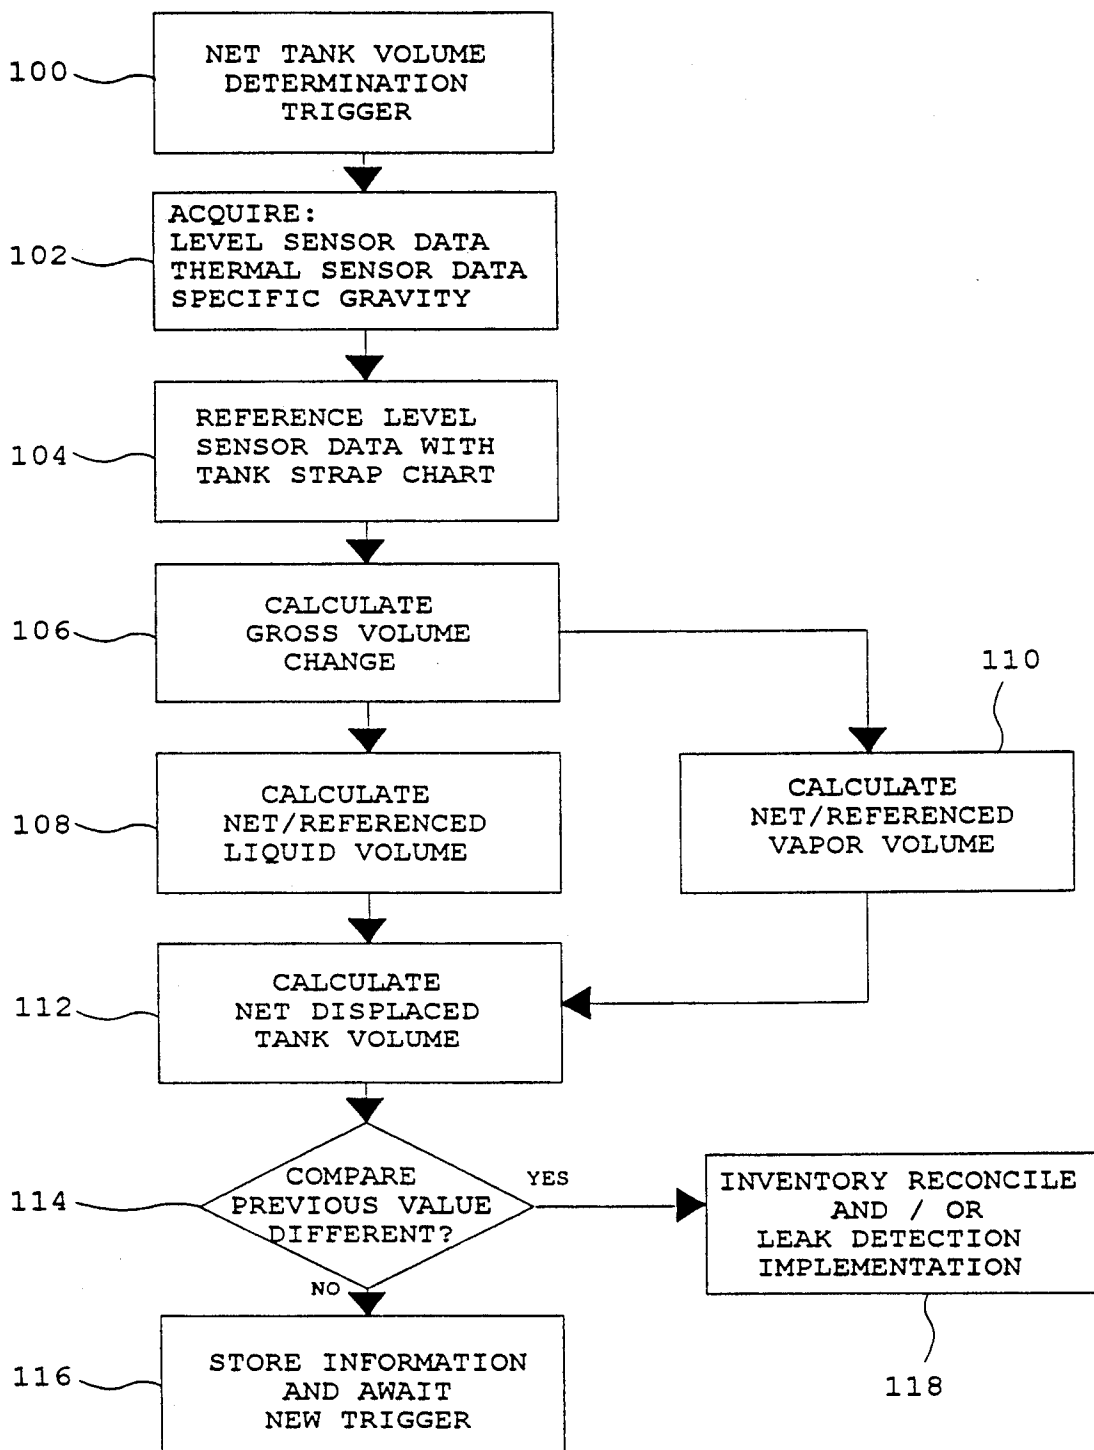 100
NET TANK VOLUME
DETERMINATION
TRIGGER
102
ACQUIRE:
LEVEL SENSOR DATA
THERMAL SENSOR DATA
SPECIFIC GRAVITY
104
REFERENCE LEVEL
SENSOR DATA WITH
TANK STRAP CHART
106
CALCULATE
GROSS VOLUME
CHANGE
108
CALCULATE
NET/REFERENCED
LIQUID VOLUME
110
CALCULATE
NET/REFERENCED
VAPOR VOLUME
112
CALCULATE
NET DISPLACED
TANK VOLUME
114
COMPARE
PREVIOUS VALUE
DIFFERENT?
YES
NO
INVENTORY RECONCILE
AND / OR
LEAK DETECTION
IMPLEMENTATION
118
116
STORE INFORMATION
AND AWAIT
NEW TRIGGER